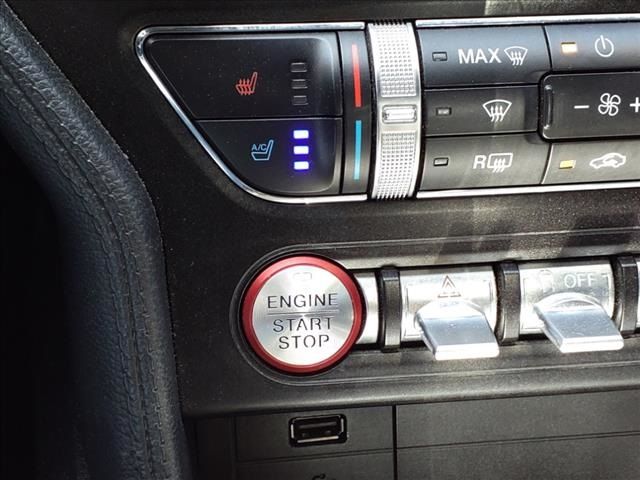 MAX
A/C
R
- +
OFF
ENGINE
START
STOP